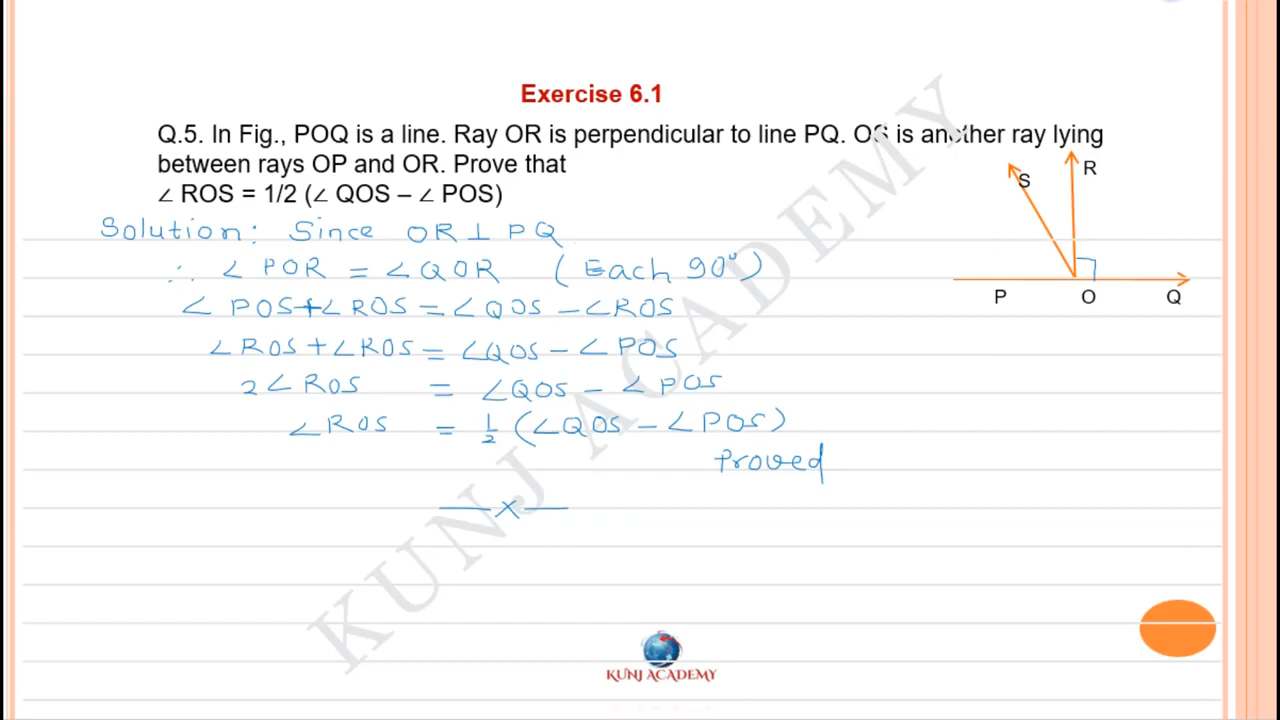 Exercise 6.1
Q.5. In Fig., POQ is a line. Ray OR is perpendicular to line PQ. OS is another ray lying
between rays OP and OR. Prove that
∠ ROS = 1/2 (∠ QOS – ∠ POS)
S
R
P
O
Q
Solution: Since OR ⊥ PQ
∴ ∠ POR = ∠ QOR (Each 90°)
∠ POS + ∠ ROS = ∠ QOS – ∠ ROS
∠ ROS + ∠ ROS = ∠ QOS – ∠ POS
2 ∠ ROS = ∠ QOS – ∠ POS
∠ ROS = 1/2 (∠ QOS – ∠ POS)
Proved
—×—
KUNJ ACADEMY
KUNJ ACADEMY